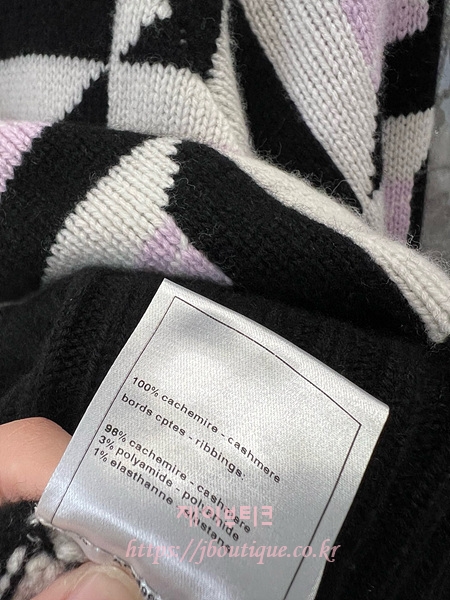 100% cachemire - cashmere
bords cptes - ribbings:
96% cachemire - cashmere
3% polyamide - polyamide
1% elasthanne - elastane
제이부티크
https://jboutique.co.kr